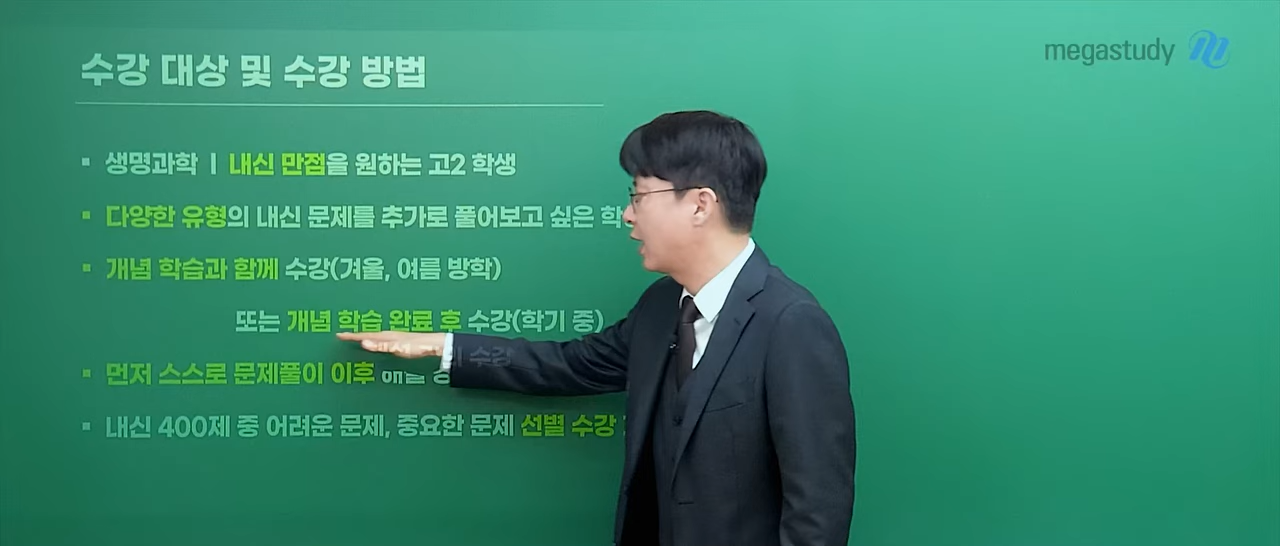 megastudy
수강 대상 및 수강 방법
▪ 생명과학 Ⅰ 내신 만점을 원하는 고2 학생
▪ 다양한 유형의 내신 문제를 추가로 풀어보고 싶은
▪ 개념 학습과 함께 수강(겨울, 여름 방학)
또는 개념 학습 완료 후 수강(학기 중)
▪ 먼저 스스로 문제풀이 이후 해설 수강
▪ 내신 400제 중 어려운 문제, 중요한 문제 선별 수강